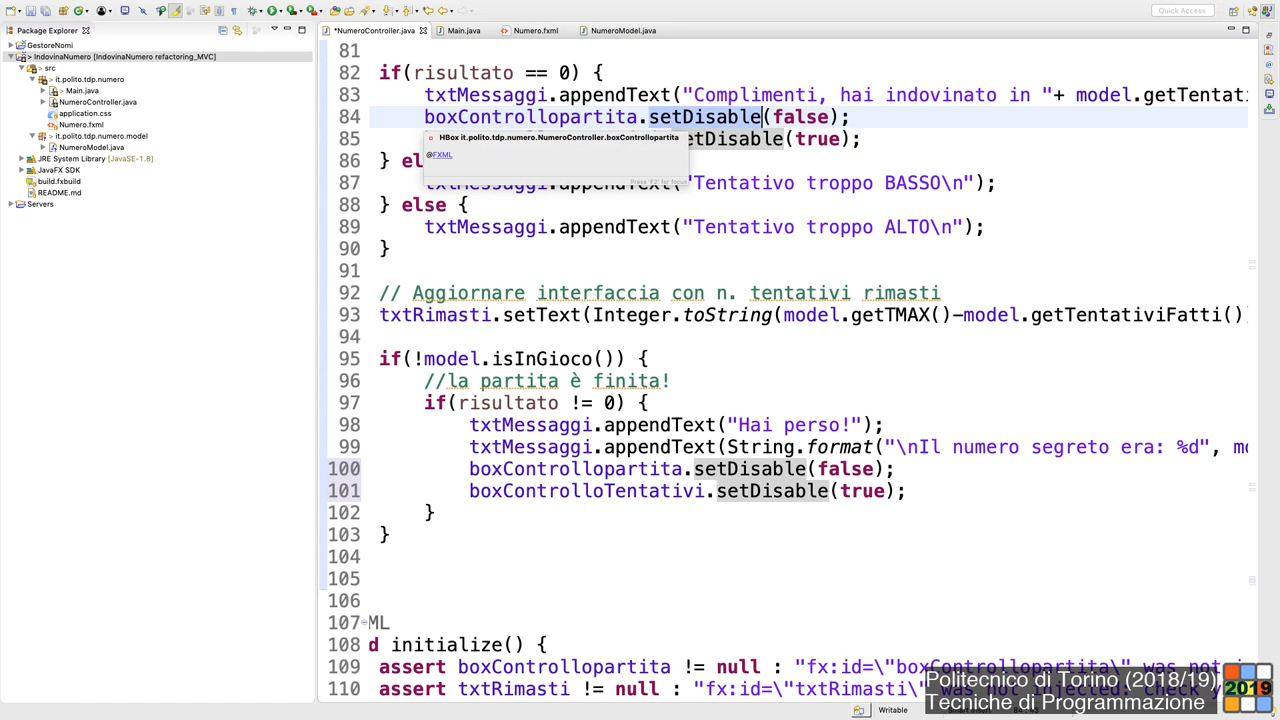 Quick Access
Package Explorer
GestoreNomi
> IndovinaNumero [IndovinaNumero refactoring_MVC]
> src
> it.polito.tdp.numero
> Main.java
NumeroController.java
application.css
Numero.fxml
> it.polito.tdp.numero.model
NumeroModel.java
JRE System Library [JavaSE-1.8]
JavaFX SDK
build.fxbuild
README.md
Servers
*NumeroController.java
Main.java
Numero.fxml
NumeroModel.java
81
82 if(risultato == 0) {
83 txtMessaggi.appendText("Complimenti, hai indovinato in "+ model.getTentat
84 boxControllopartita.setDisable(false);
HBox it.polito.tdp.numero.NumeroController.boxControllopartita
@FXML
Press 'F2' for focus
85 etDisable(true);
86 } el
87 txtMessaggi.appendText("Tentativo troppo BASSO\n");
88 } else {
89 txtMessaggi.appendText("Tentativo troppo ALTO\n");
90 }
91
92 // Aggiornare interfaccia con n. tentativi rimasti
93 txtRimasti.setText(Integer.toString(model.getTMAX()-model.getTentativiFatti())
94
95 if(!model.isInGioco()) {
96 //la partita è finita!
97 if(risultato != 0) {
98 txtMessaggi.appendText("Hai perso!");
99 txtMessaggi.appendText(String.format("\nIl numero segreto era: %d", mo
100 boxControllopartita.setDisable(false);
101 boxControlloTentativi.setDisable(true);
102 }
103 }
104
105
106
107 ML
108 d initialize() {
109 assert boxControllopartita != null : "fx:id=\"boxControllopartita\" was not i
110 assert txtRimasti != null : "fx:id=\"txtRimasti\" was not injected: check y
Politecnico di Torino (2018/19)
Tecniche di Programmazione
2019
Writable